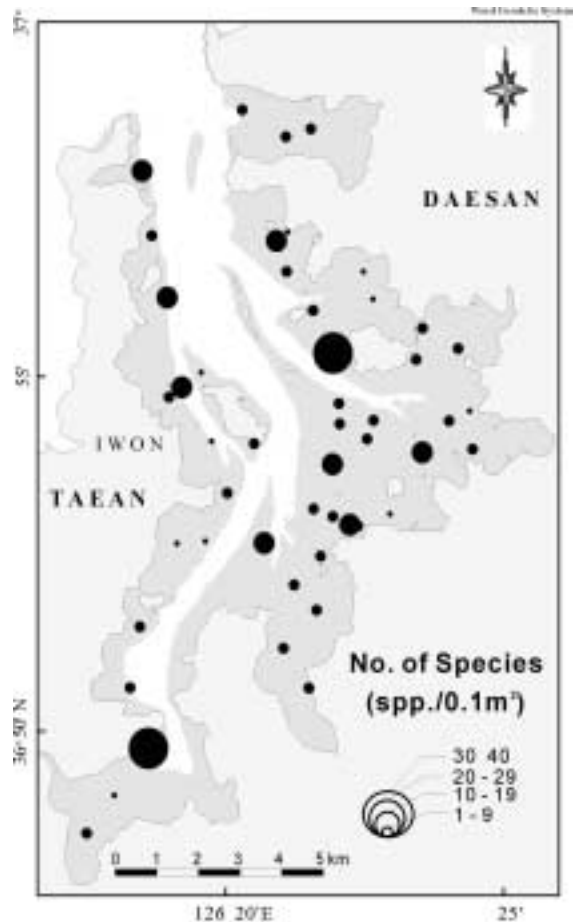 37°
DAESAN
55'
IWON
TAEAN
No. of Species
(spp./0.1m²)
36° 50' N
30 40
20 - 29
10 - 19
1 - 9
0 1 2 3 4 5 km
126 20'E
25'